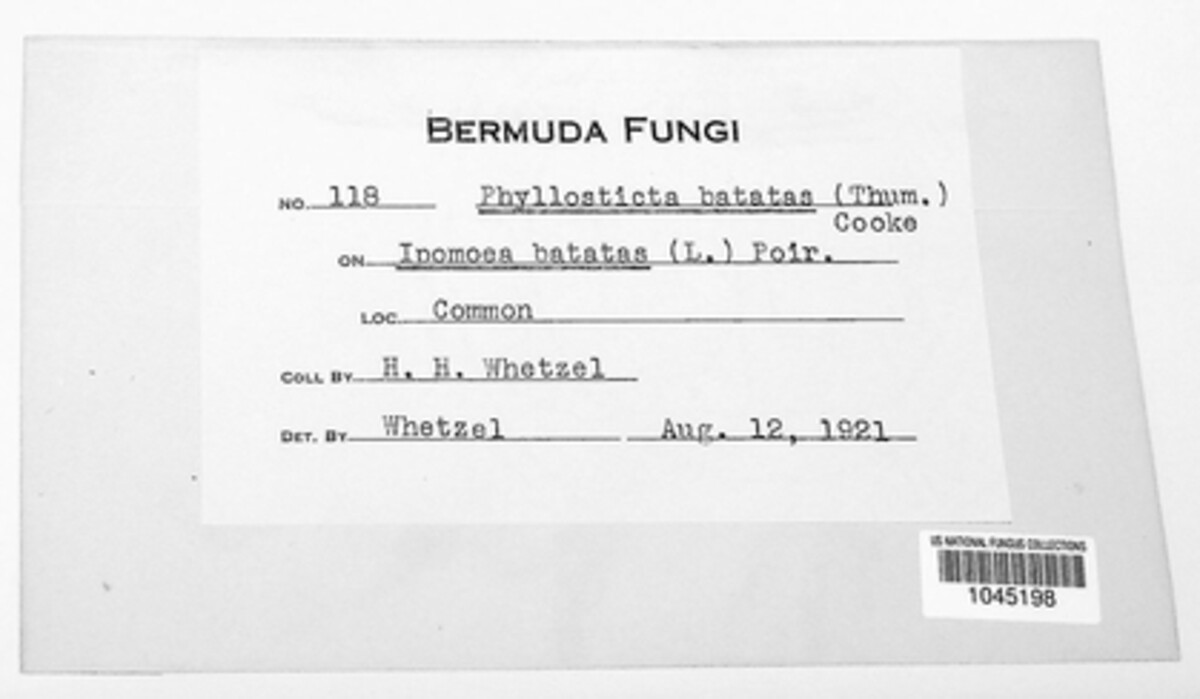 BERMUDA FUNGI
NO. 118 Phyllosticta batatas (Thum.)
Cooke
ON Ipomoea batatas (L.) Poir.
LOC. Common
COLL BY H. H. Whetzel
DET. BY Whetzel Aug. 12, 1921
US NATIONAL FUNGUS COLLECTIONS
1045198